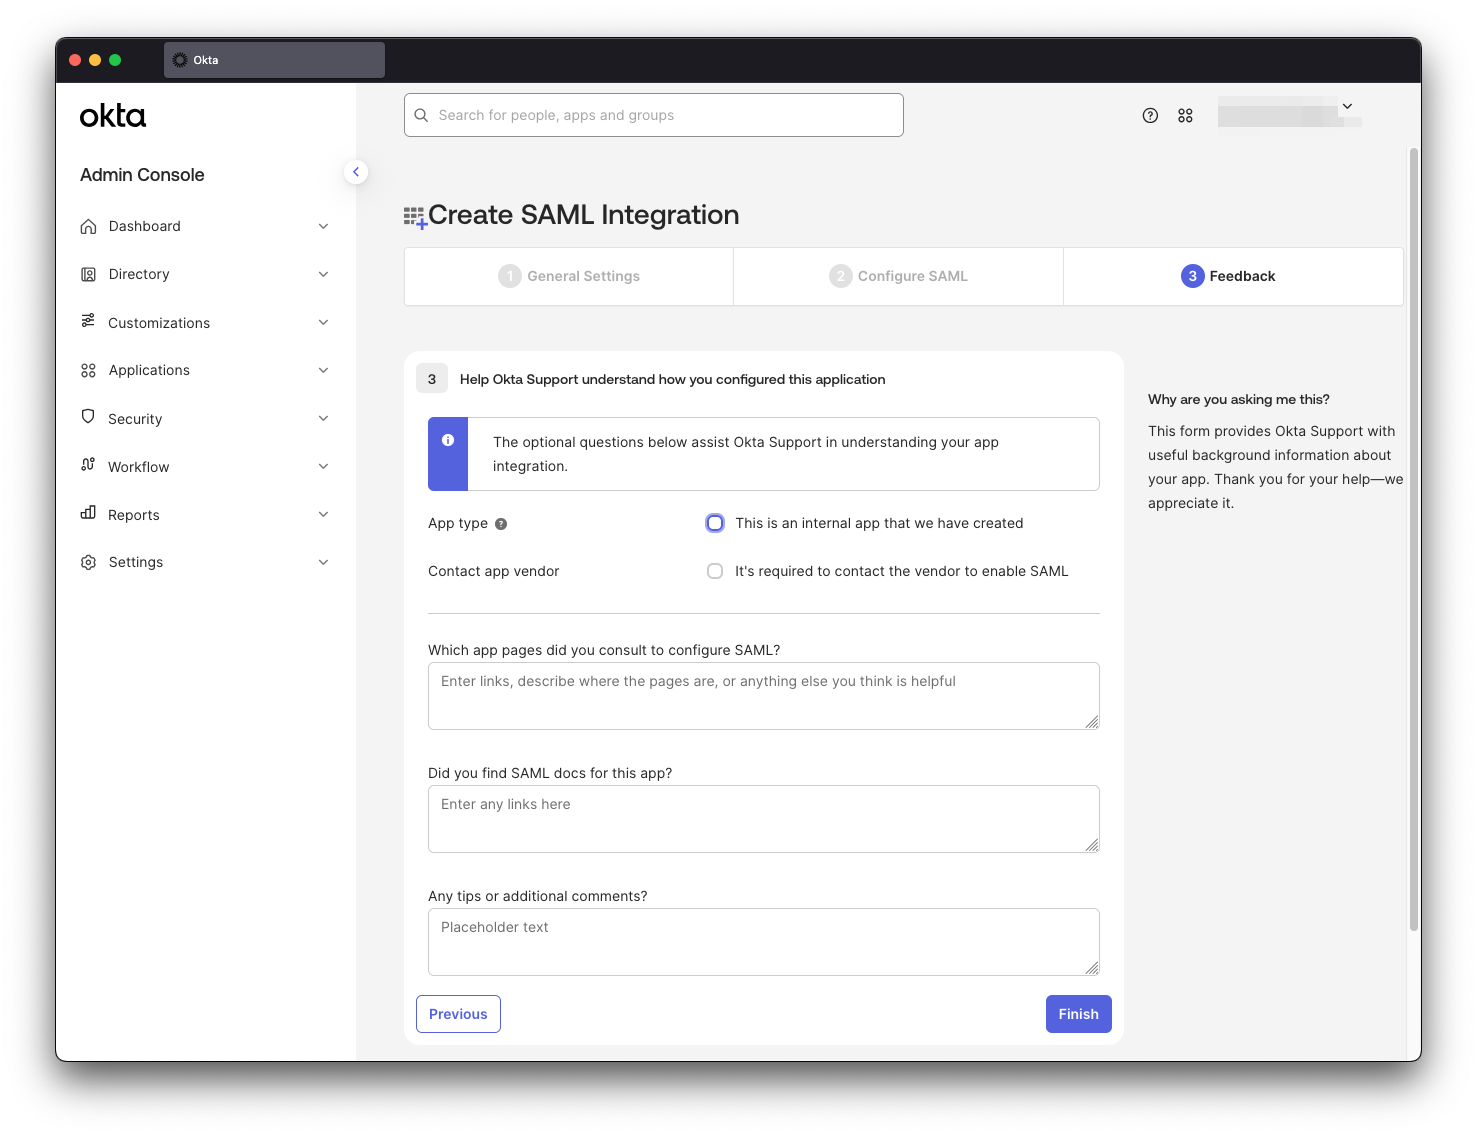 Okta
okta
Search for people, apps and groups
Admin Console
Dashboard
Directory
Customizations
Applications
Security
Workflow
Reports
Settings
Create SAML Integration
1 General Settings
2 Configure SAML
3 Feedback
3 Help Okta Support understand how you configured this application
The optional questions below assist Okta Support in understanding your app
integration.
App type
This is an internal app that we have created
Contact app vendor
It's required to contact the vendor to enable SAML
Which app pages did you consult to configure SAML?
Enter links, describe where the pages are, or anything else you think is helpful
Did you find SAML docs for this app?
Enter any links here
Any tips or additional comments?
Placeholder text
Previous
Finish
Why are you asking me this?
This form provides Okta Support with
useful background information about
your app. Thank you for your help—we
appreciate it.